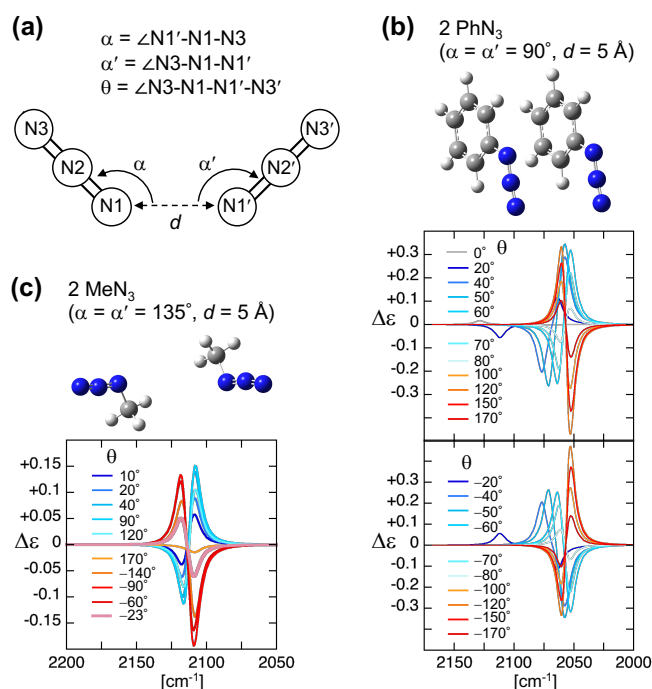 (a)
α = ∠N1′-N1-N3
α′ = ∠N3-N1-N1′
θ = ∠N3-N1-N1′-N3′
N3
N2
N1
α
d
α′
N3′
N2′
N1′
(b)
2 PhN₃
(α = α′ = 90°, d = 5 Å)
+0.3
+0.2
+0.1
0
-0.1
-0.2
-0.3
Δε
θ
0°
20°
40°
50°
60°
70°
80°
100°
120°
150°
170°
+0.3
+0.2
+0.1
0
-0.1
-0.2
-0.3
Δε
θ
−20°
−40°
−50°
−60°
−70°
−80°
−100°
−120°
−150°
−170°
2150
2100
2050
2000
[cm⁻¹]
(c)
2 MeN₃
(α = α′ = 135°, d = 5 Å)
+0.15
+0.1
+0.05
0
-0.05
-0.1
-0.15
Δε
θ
10°
20°
40°
90°
120°
170°
−140°
−90°
−60°
−23°
2200
2150
2100
2050
[cm⁻¹]